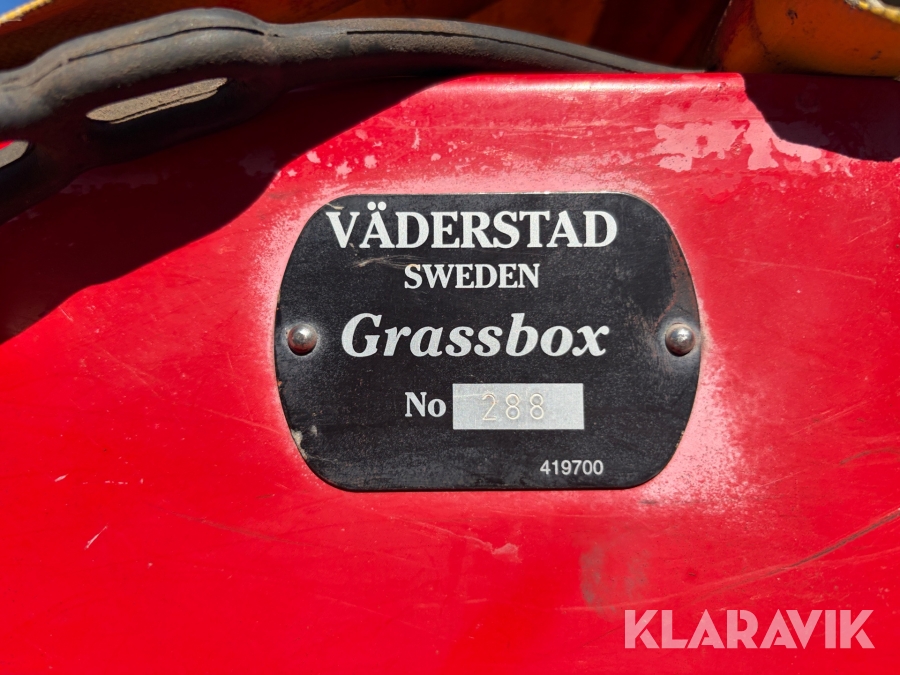 VÄDERSTAD
SWEDEN
Grassbox
No 288
419700
KLARAVIK